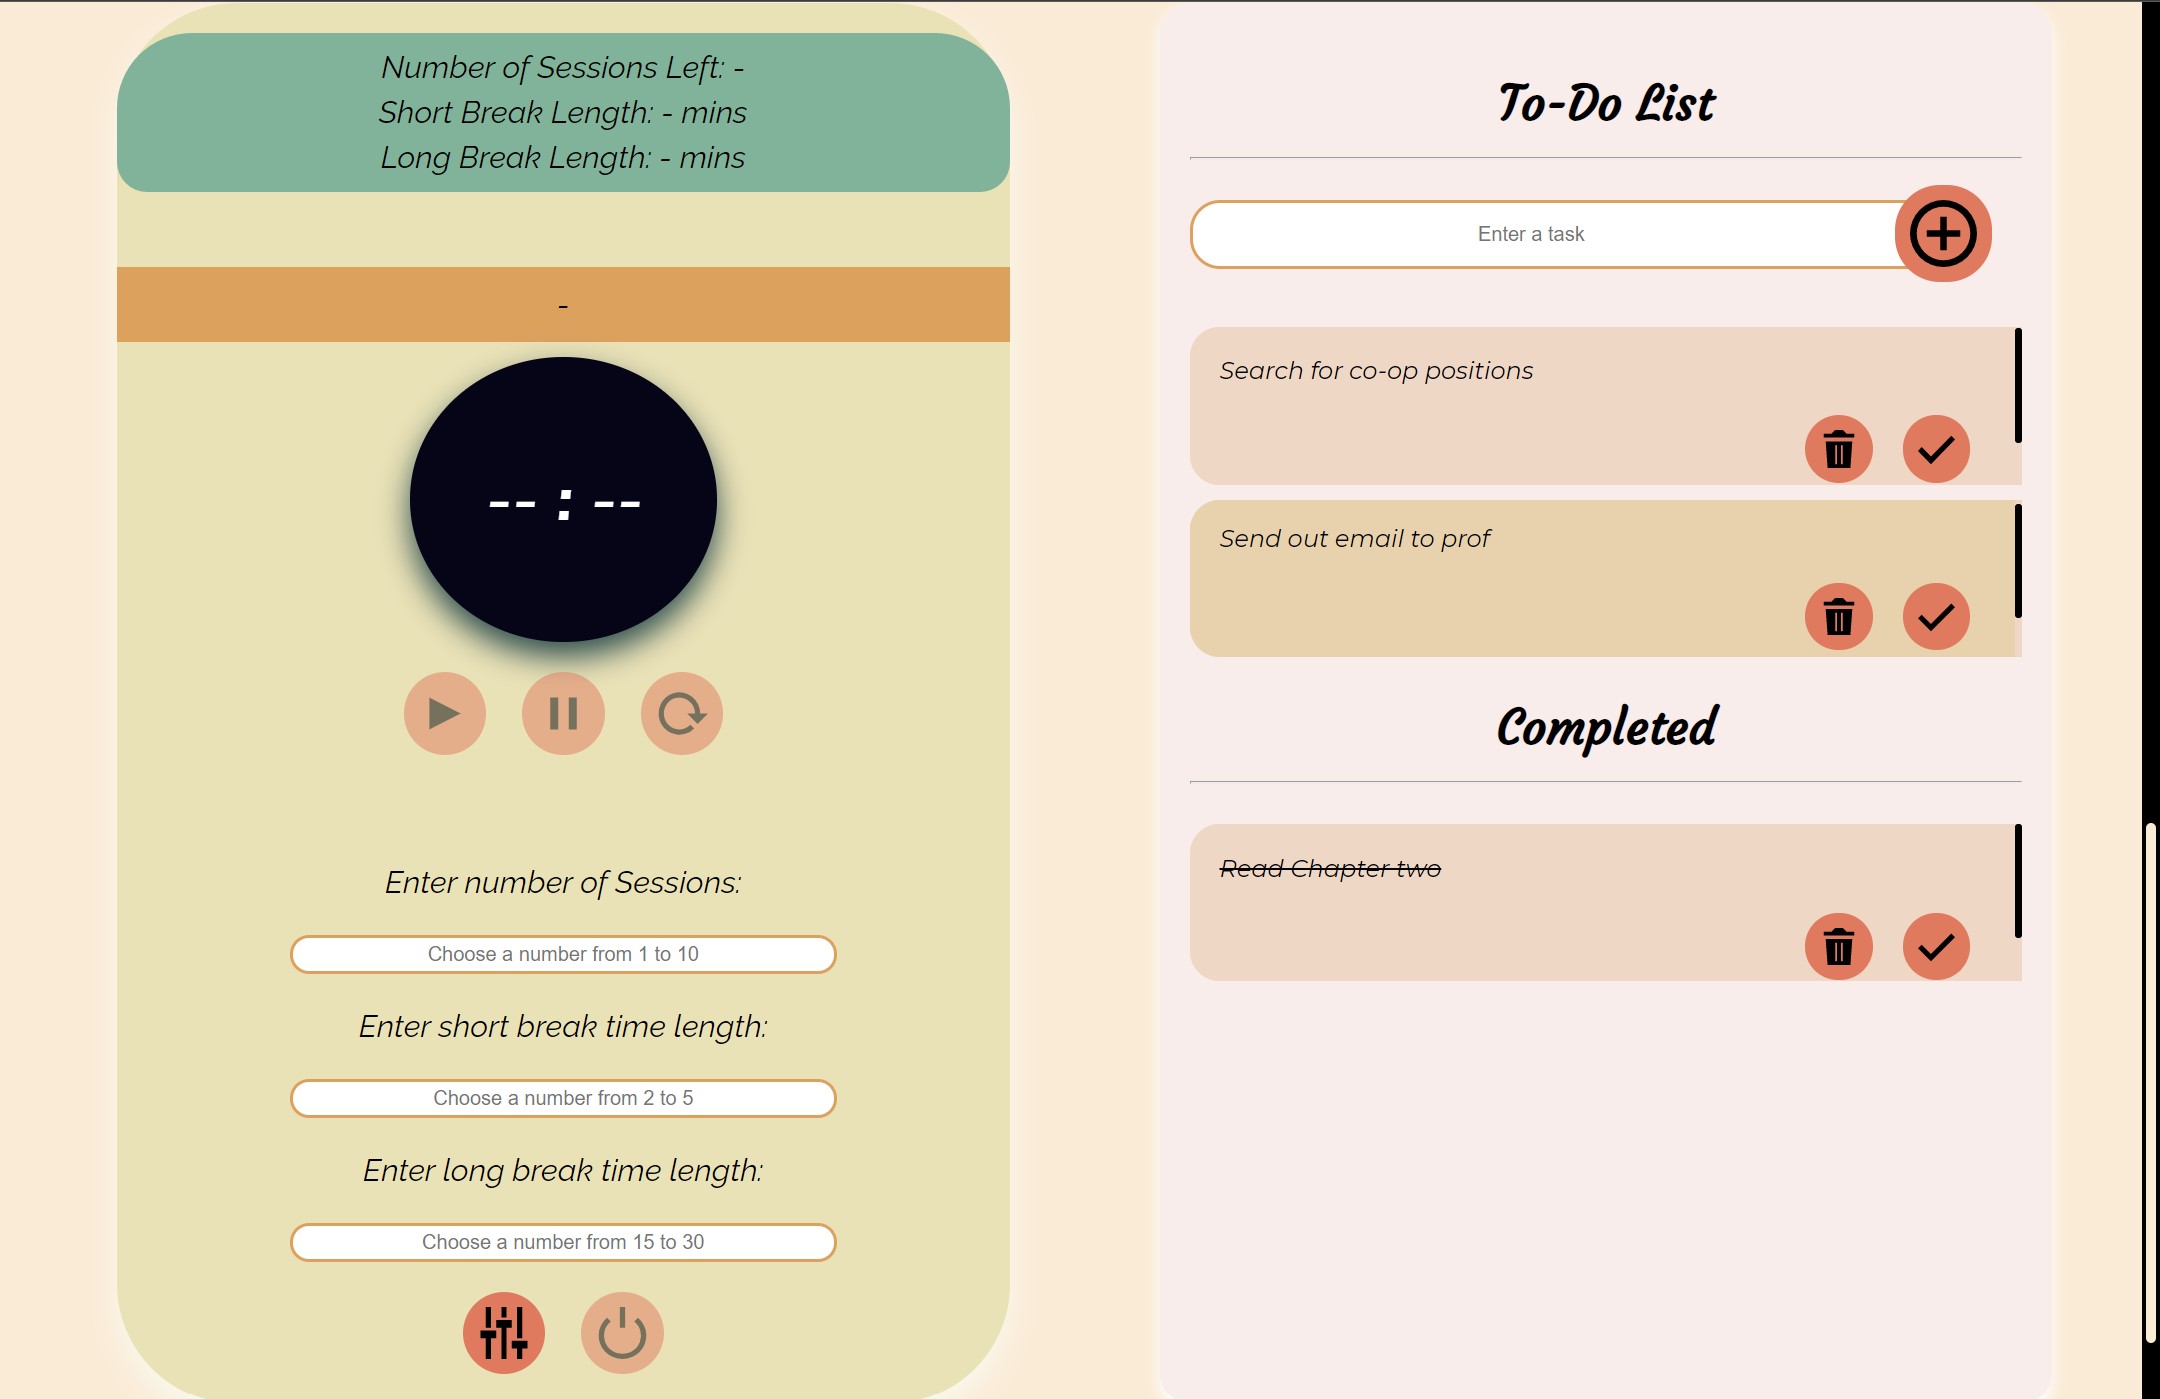 Number of Sessions Left: -
Short Break Length: - mins
Long Break Length: - mins
-
-- : --
Enter number of Sessions:
Choose a number from 1 to 10
Enter short break time length:
Choose a number from 2 to 5
Enter long break time length:
Choose a number from 15 to 30
To-Do List
Enter a task
Search for co-op positions
Send out email to prof
Completed
Read Chapter two